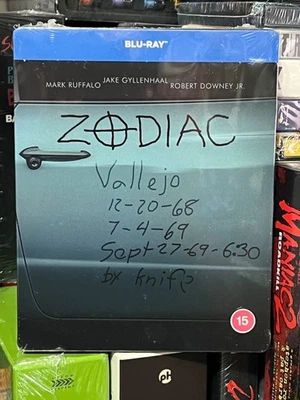 BLU-RAY
MARK RUFFALO JAKE GYLLENHAAL ROBERT DOWNEY JR.
ZODIAC
Vallejo
12-20-68
7-4-69
Sept 27-69-6:30
by knife
15
MANIAC